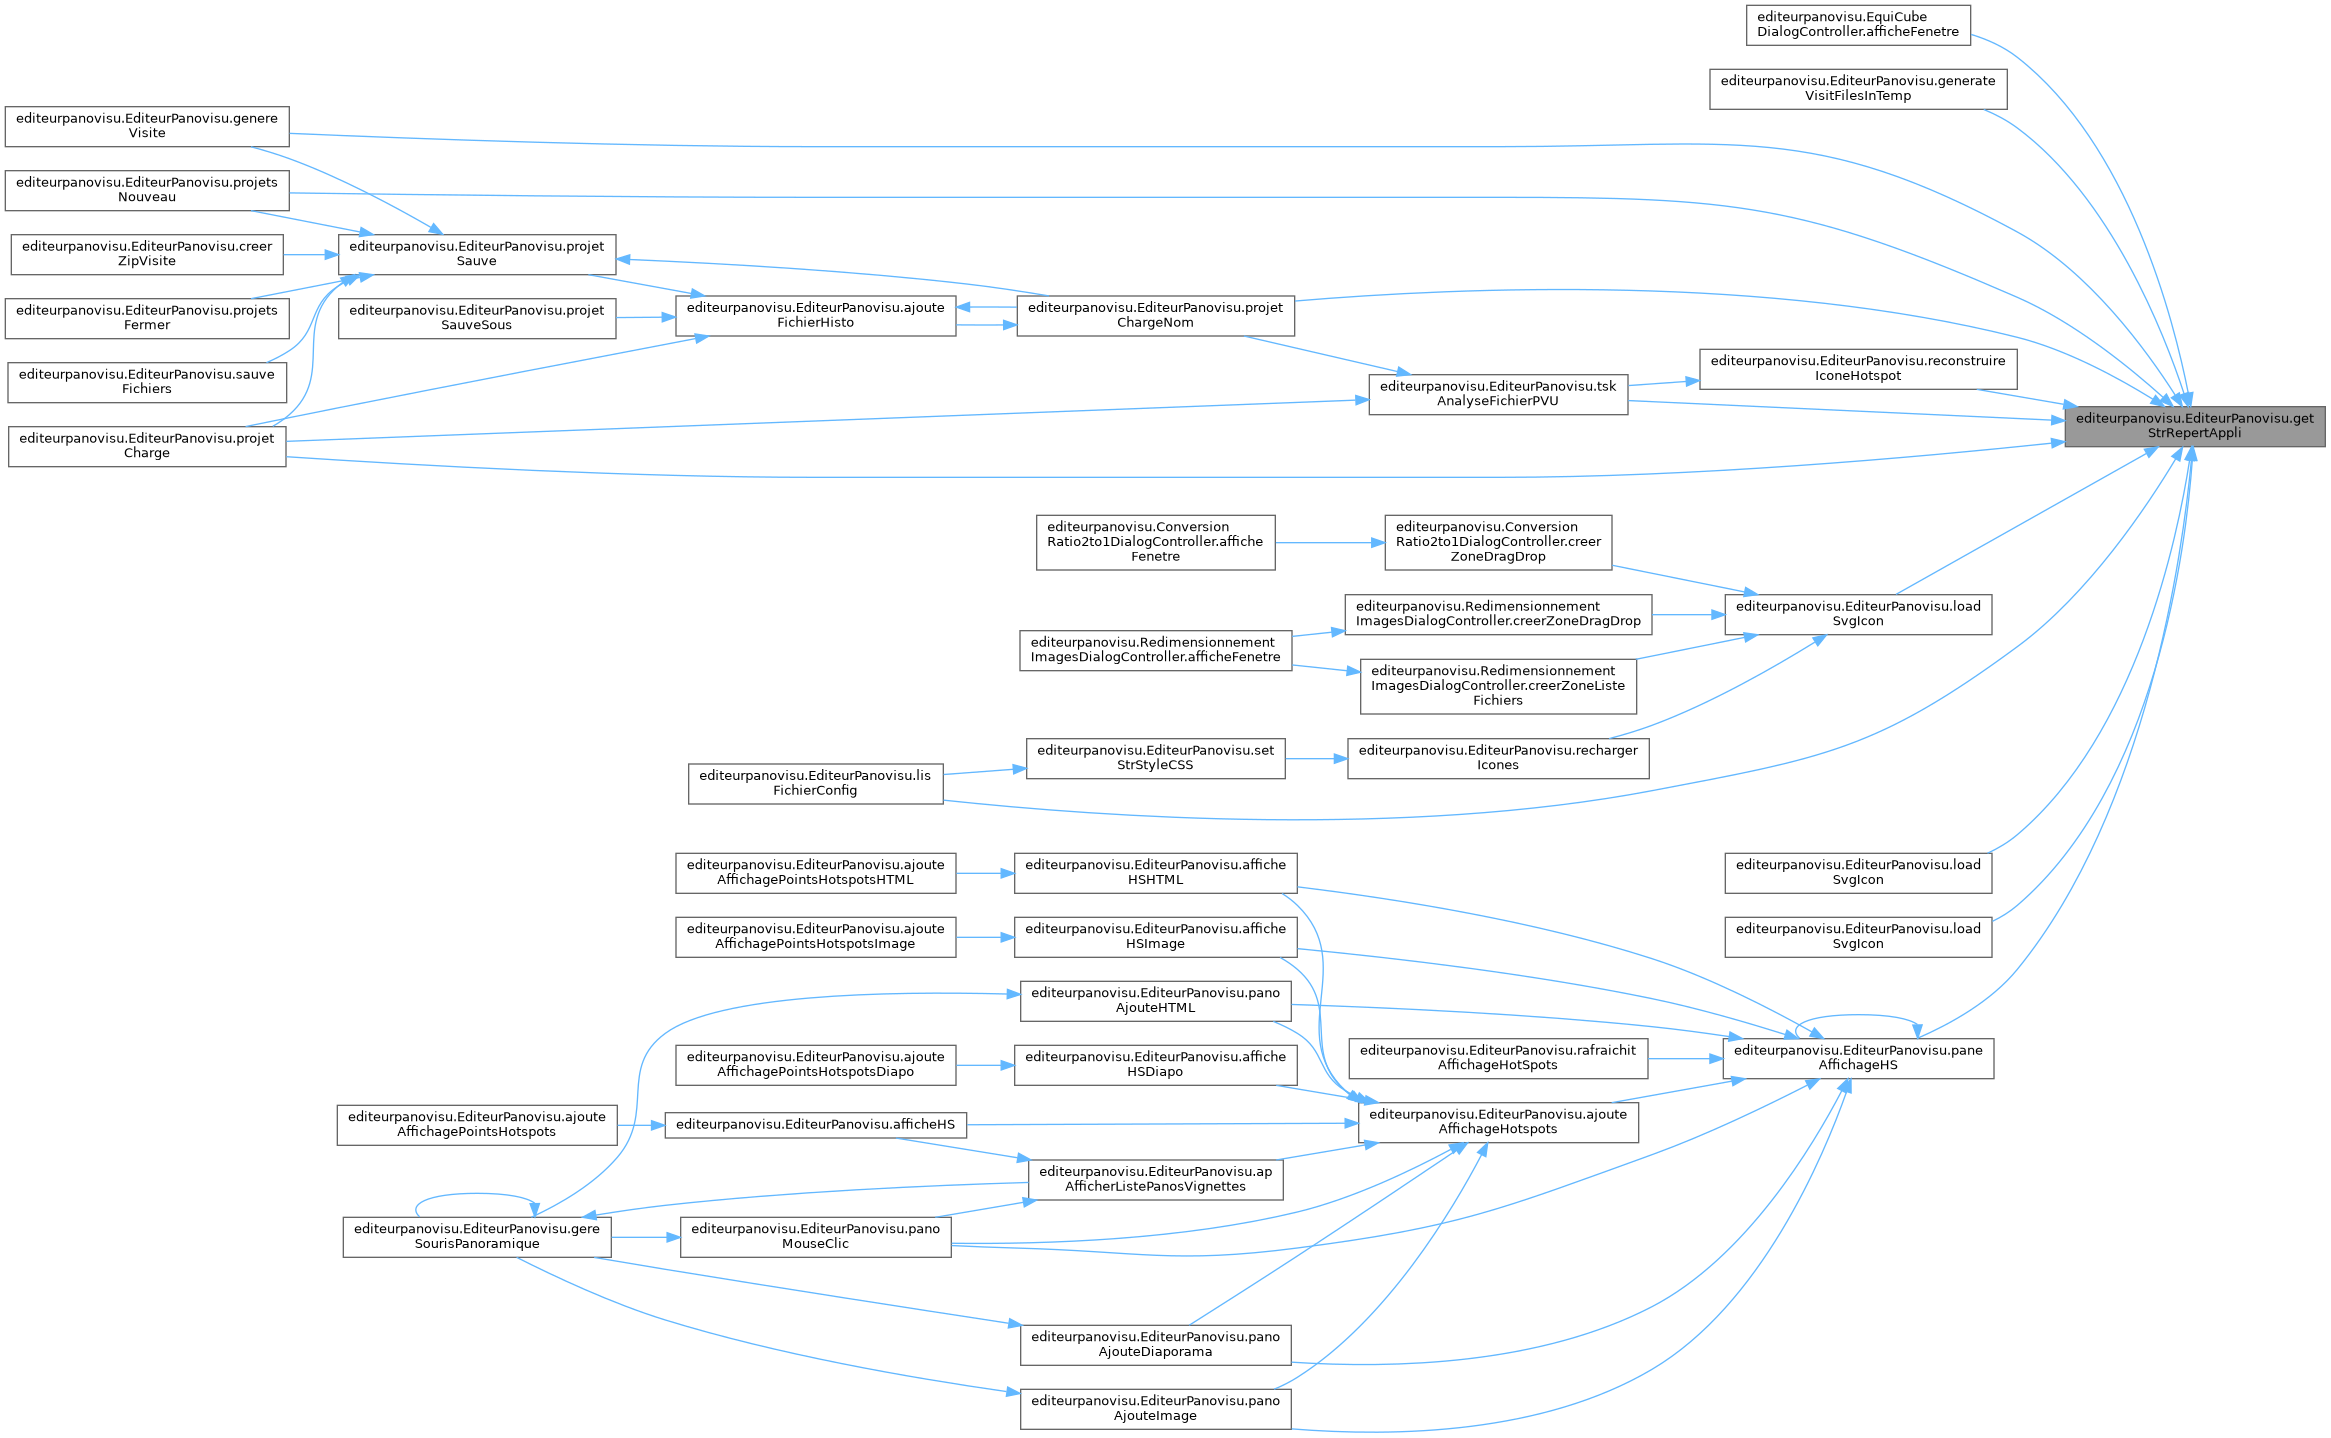 editeurpanovisu.EquiCube
DialogController.afficheFenetre
editeurpanovisu.EditeurPanovisu.generate
VisitFilesInTemp
editeurpanovisu.EditeurPanovisu.genere
Visite
editeurpanovisu.EditeurPanovisu.projets
Nouveau
editeurpanovisu.EditeurPanovisu.creer
ZipVisite
editeurpanovisu.EditeurPanovisu.projet
Sauve
editeurpanovisu.EditeurPanovisu.projets
Fermer
editeurpanovisu.EditeurPanovisu.projet
SauveSous
editeurpanovisu.EditeurPanovisu.ajoute
FichierHisto
editeurpanovisu.EditeurPanovisu.projet
ChargeNom
editeurpanovisu.EditeurPanovisu.sauve
Fichiers
editeurpanovisu.EditeurPanovisu.tsk
AnalyseFichierPVU
editeurpanovisu.EditeurPanovisu.reconstruire
IconeHotspot
editeurpanovisu.EditeurPanovisu.projet
Charge
editeurpanovisu.EditeurPanovisu.get
StrRepertAppli
editeurpanovisu.Conversion
Ratio2to1DialogController.affiche
Fenetre
editeurpanovisu.Conversion
Ratio2to1DialogController.creer
ZoneDragDrop
editeurpanovisu.Redimensionnement
ImagesDialogController.afficheFenetre
editeurpanovisu.Redimensionnement
ImagesDialogController.creerZoneDragDrop
editeurpanovisu.EditeurPanovisu.load
SvgIcon
editeurpanovisu.Redimensionnement
ImagesDialogController.creerZoneListe
Fichiers
editeurpanovisu.EditeurPanovisu.lis
FichierConfig
editeurpanovisu.EditeurPanovisu.set
StrStyleCSS
editeurpanovisu.EditeurPanovisu.recharger
Icones
editeurpanovisu.EditeurPanovisu.ajoute
AffichagePointsHotspotsHTML
editeurpanovisu.EditeurPanovisu.affiche
HSHTML
editeurpanovisu.EditeurPanovisu.load
SvgIcon
editeurpanovisu.EditeurPanovisu.ajoute
AffichagePointsHotspotsImage
editeurpanovisu.EditeurPanovisu.affiche
HSImage
editeurpanovisu.EditeurPanovisu.load
SvgIcon
editeurpanovisu.EditeurPanovisu.pano
AjouteHTML
editeurpanovisu.EditeurPanovisu.ajoute
AffichagePointsHotspotsDiapo
editeurpanovisu.EditeurPanovisu.affiche
HSDiapo
editeurpanovisu.EditeurPanovisu.rafraichit
AffichageHotSpots
editeurpanovisu.EditeurPanovisu.pane
AffichageHS
editeurpanovisu.EditeurPanovisu.ajoute
AffichagePointsHotspots
editeurpanovisu.EditeurPanovisu.afficheHS
editeurpanovisu.EditeurPanovisu.ajoute
AffichageHotspots
editeurpanovisu.EditeurPanovisu.ap
AfficherListePanosVignettes
editeurpanovisu.EditeurPanovisu.gere
SourisPanoramique
editeurpanovisu.EditeurPanovisu.pano
MouseClic
editeurpanovisu.EditeurPanovisu.pano
AjouteDiaporama
editeurpanovisu.EditeurPanovisu.pano
AjouteImage